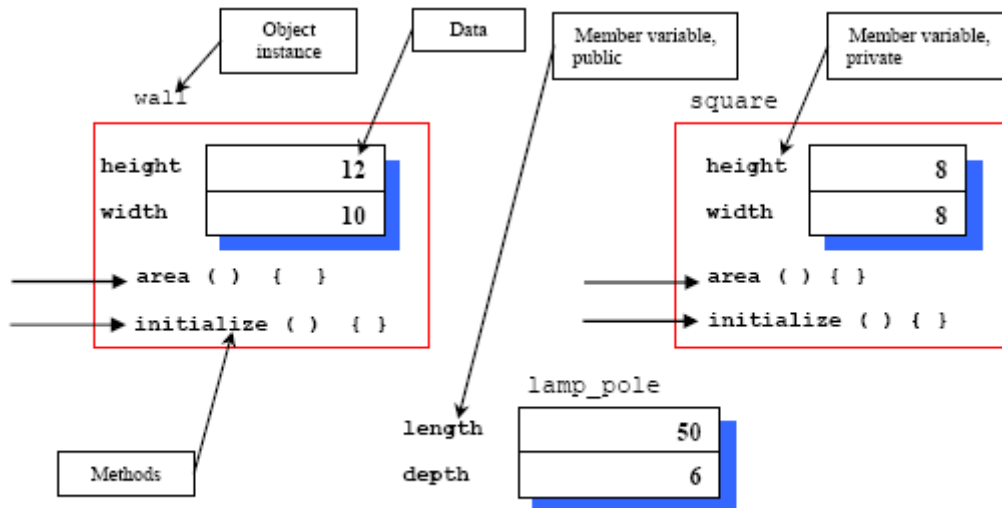 Object
instance
Data
Member variable,
public
Member variable,
private
wall
square
height 12
width 10
area ( ) { }
initialize ( ) { }
height 8
width 8
area ( ) { }
initialize ( ) { }
lamp_pole
length 50
depth 6
Methods